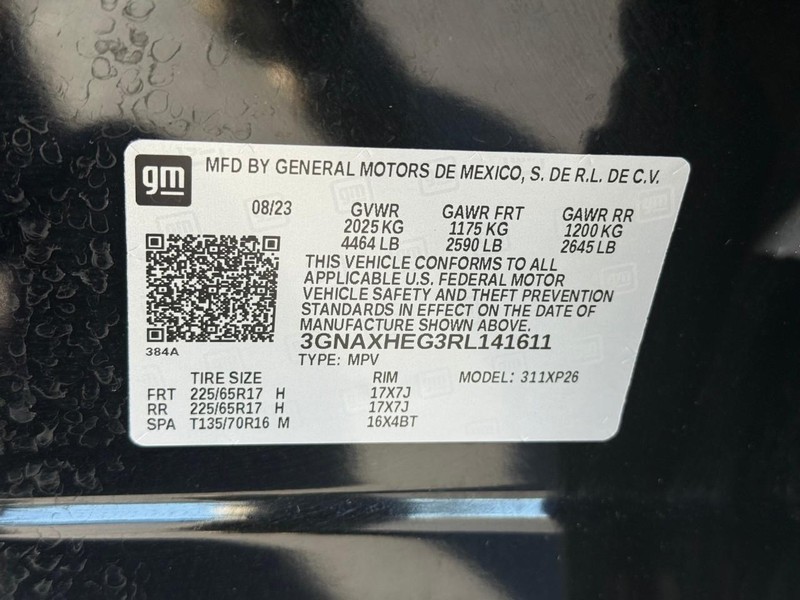 gm
MFD BY GENERAL MOTORS DE MEXICO, S. DE R.L. DE C.V.
08/23 GVWR GAWR FRT GAWR RR
2025 KG 1175 KG 1200 KG
4464 LB 2590 LB 2645 LB
THIS VEHICLE CONFORMS TO ALL
APPLICABLE U.S. FEDERAL MOTOR
VEHICLE SAFETY AND THEFT PREVENTION
STANDARDS IN EFFECT ON THE DATE OF
MANUFACTURE SHOWN ABOVE.
3GNAXHEG3RL141611
384A
TYPE: MPV
TIRE SIZE RIM MODEL: 311XP26
FRT 225/65R17 H 17X7J
RR 225/65R17 H 17X7J
SPA T135/70R16 M 16X4BT